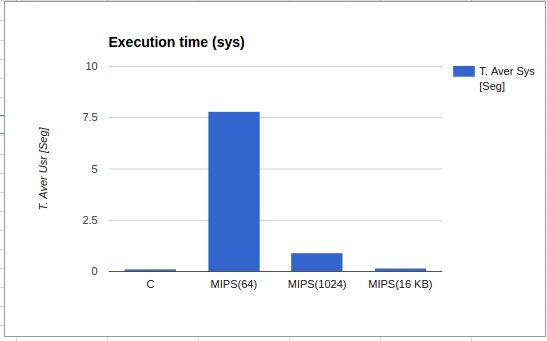 Execution time (sys)
T. Aver Usr [Seg]
10
7.5
5
2.5
0
C MIPS(64) MIPS(1024) MIPS(16 KB)
T. Aver Sys
[Seg]